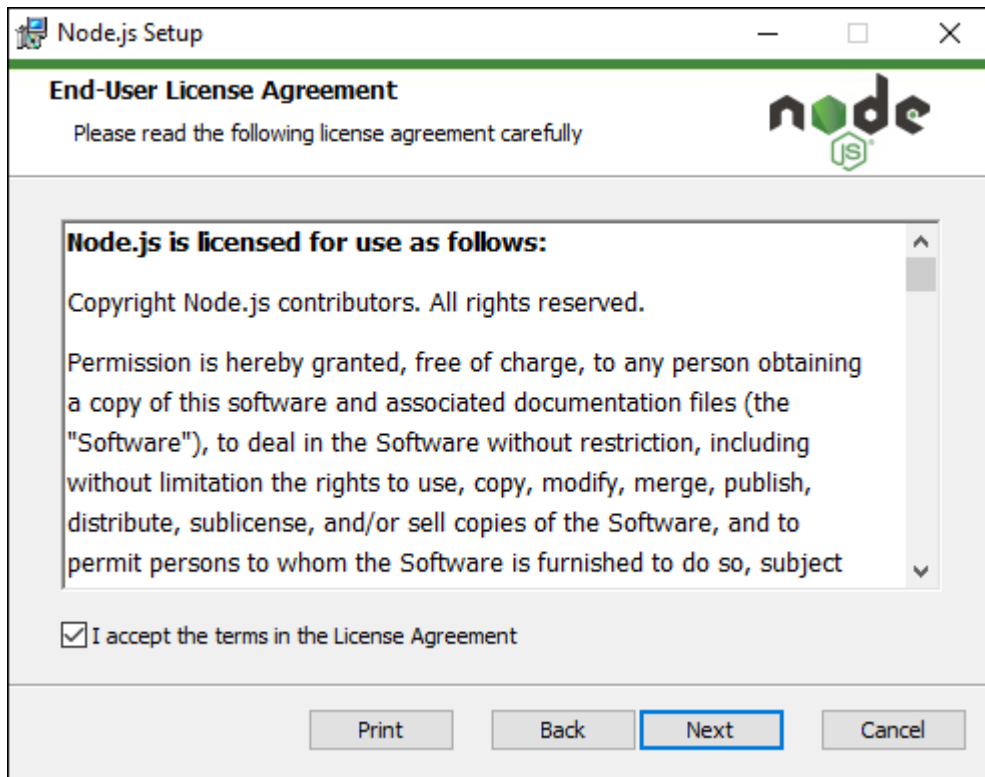 Node.js Setup
End-User License Agreement
Please read the following license agreement carefully
node
JS
Node.js is licensed for use as follows:
Copyright Node.js contributors. All rights reserved.
Permission is hereby granted, free of charge, to any person obtaining
a copy of this software and associated documentation files (the
"Software"), to deal in the Software without restriction, including
without limitation the rights to use, copy, modify, merge, publish,
distribute, sublicense, and/or sell copies of the Software, and to
permit persons to whom the Software is furnished to do so, subject
I accept the terms in the License Agreement
Print Back Next Cancel